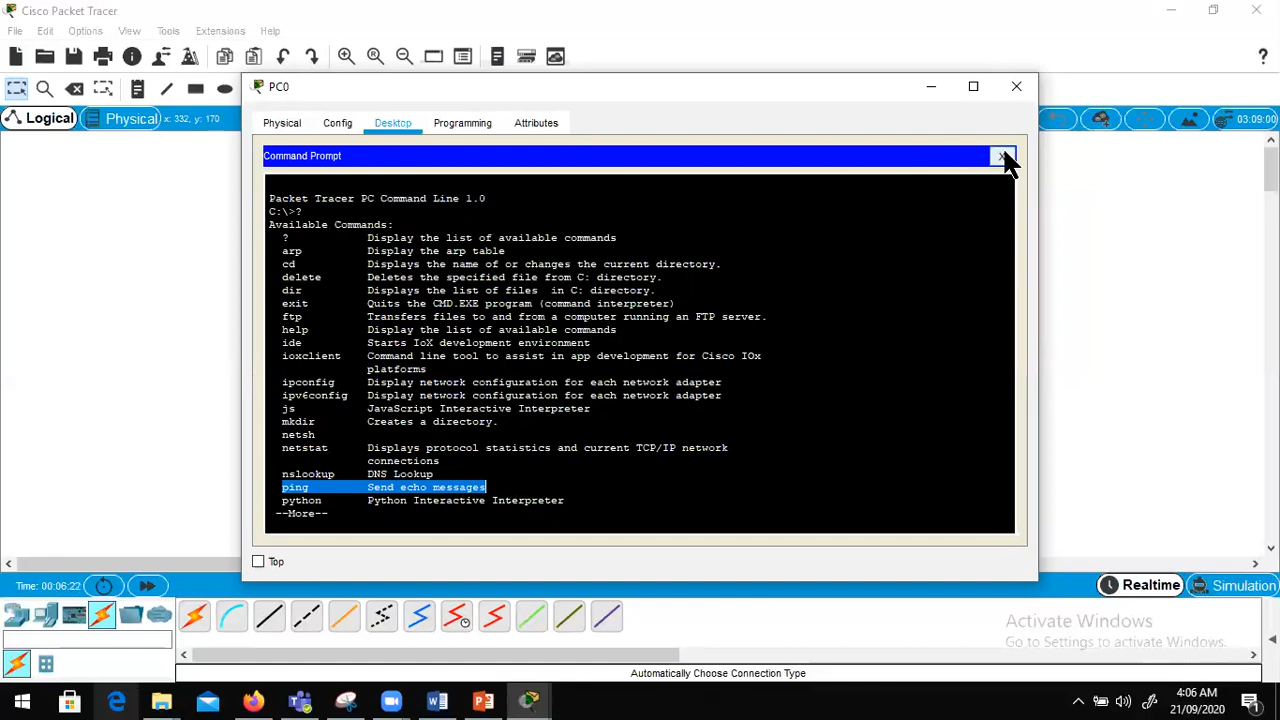 Cisco Packet Tracer
File Edit Options View Tools Extensions Help
PC0
Logical Physical x: 332, y: 170
03:09:00
Physical Config Desktop Programming Attributes
Command Prompt
X
Packet Tracer PC Command Line 1.0
C:\>?
Available Commands:
? Display the list of available commands
arp Display the arp table
cd Displays the name of or changes the current directory.
delete Deletes the specified file from C: directory.
dir Displays the list of files in C: directory.
exit Quits the CMD.EXE program (command interpreter)
ftp Transfers files to and from a computer running an FTP server.
help Display the list of available commands
ide Starts IoX development environment
ioxclient Command line tool to assist in app development for Cisco IOx
platforms
ipconfig Display network configuration for each network adapter
ipv6config Display network configuration for each network adapter
js JavaScript Interactive Interpreter
mkdir Creates a directory.
netsh
netstat Displays protocol statistics and current TCP/IP network
connections
nslookup DNS Lookup
ping Send echo messages
python Python Interactive Interpreter
--More--
Top
Time: 00:06:22
Realtime Simulation
Activate Windows
Go to Settings to activate Windows.
Automatically Choose Connection Type
4:06 AM
21/09/2020
1